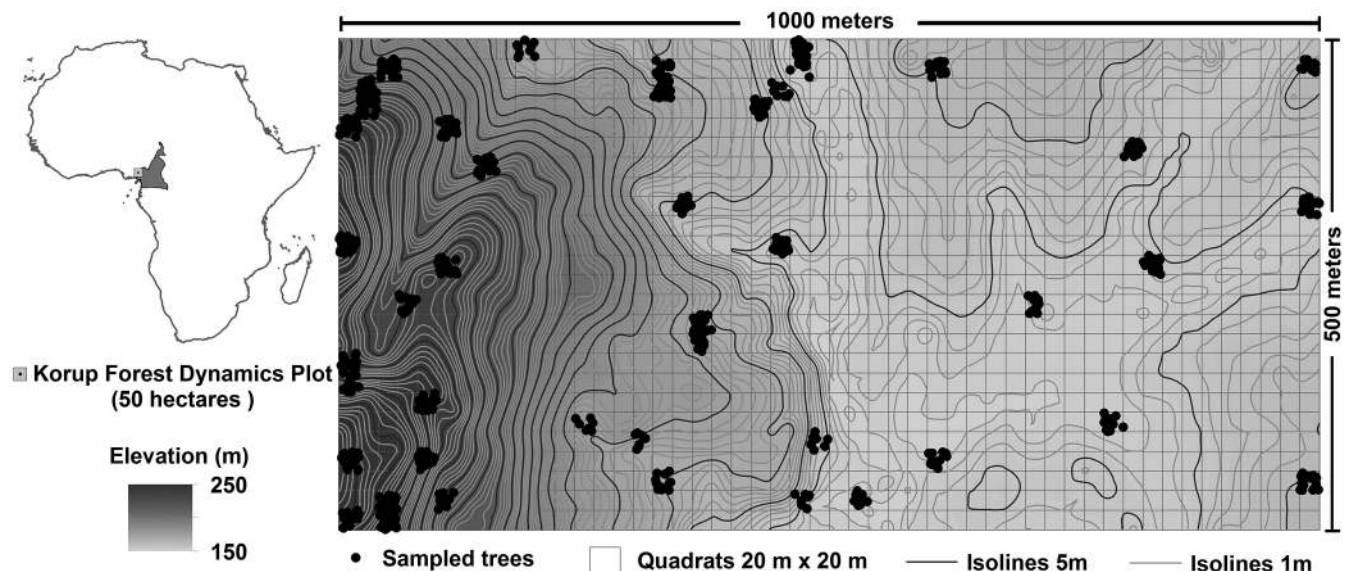 1000 meters
500 meters
Korup Forest Dynamics Plot
(50 hectares )
Elevation (m)
250
150
Sampled trees
Quadrats 20 m x 20 m
Isolines 5m
Isolines 1m